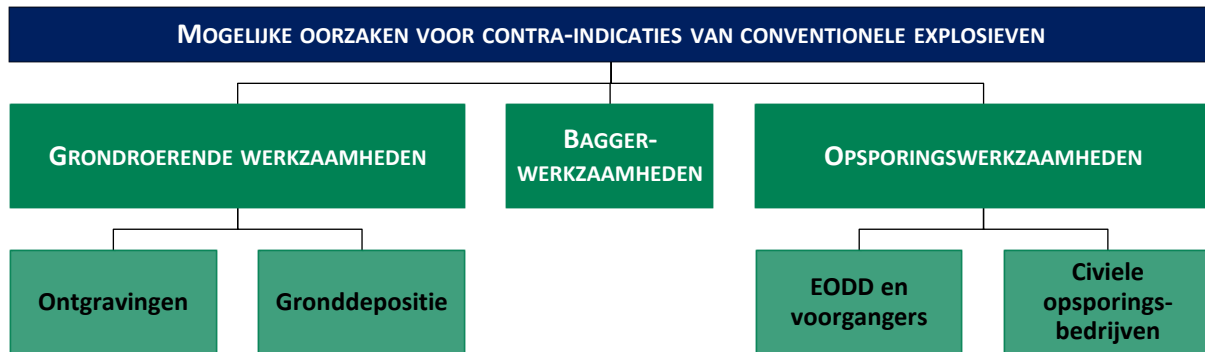 MOGELIJKE OORZAKEN VOOR CONTRA-INDICATIES VAN CONVENTIONELE EXPLOSIEVEN
GRONDROERENDE WERKZAAMHEDEN
BAGGER-
WERKZAAMHEDEN
OPSPORINGSWERKZAAMHEDEN
Ontgravingen
Gronddepositie
EODD en
voorgangers
Civiele
opsporings-
bedrijven